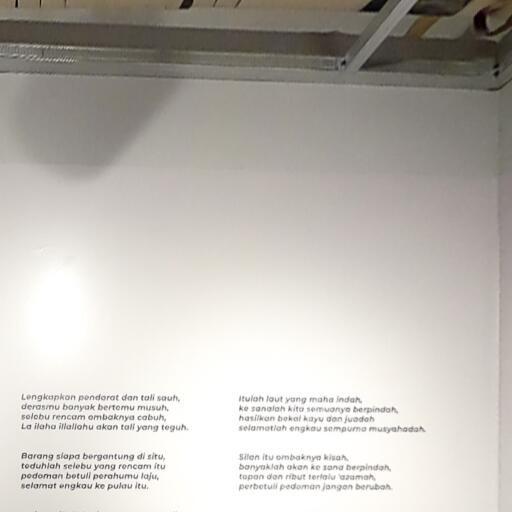 Lengkapkan pendarat dan tali sauh,
derasmu banyak bertemu musuh,
selebu rencam ombaknya cabuh,
La ilaha illallahu akan tali yang teguh.
Barang siapa bergantung di situ,
teduhlah selebu yang rencam itu
pedoman betuli perahumu laju,
selamat engkau ke pulau itu.
Itulah laut yang maha indah,
ke sanalah kita semuanya berpindah,
hasilkan bekal kayu dan juadah
selamatlah engkau sempurna musyahadah.
Silan itu ombaknya kisah,
banyaklah akan ke sana berpindah,
topan dan ribut terlalu 'azamah,
perbetuli pedoman jangan berubah.